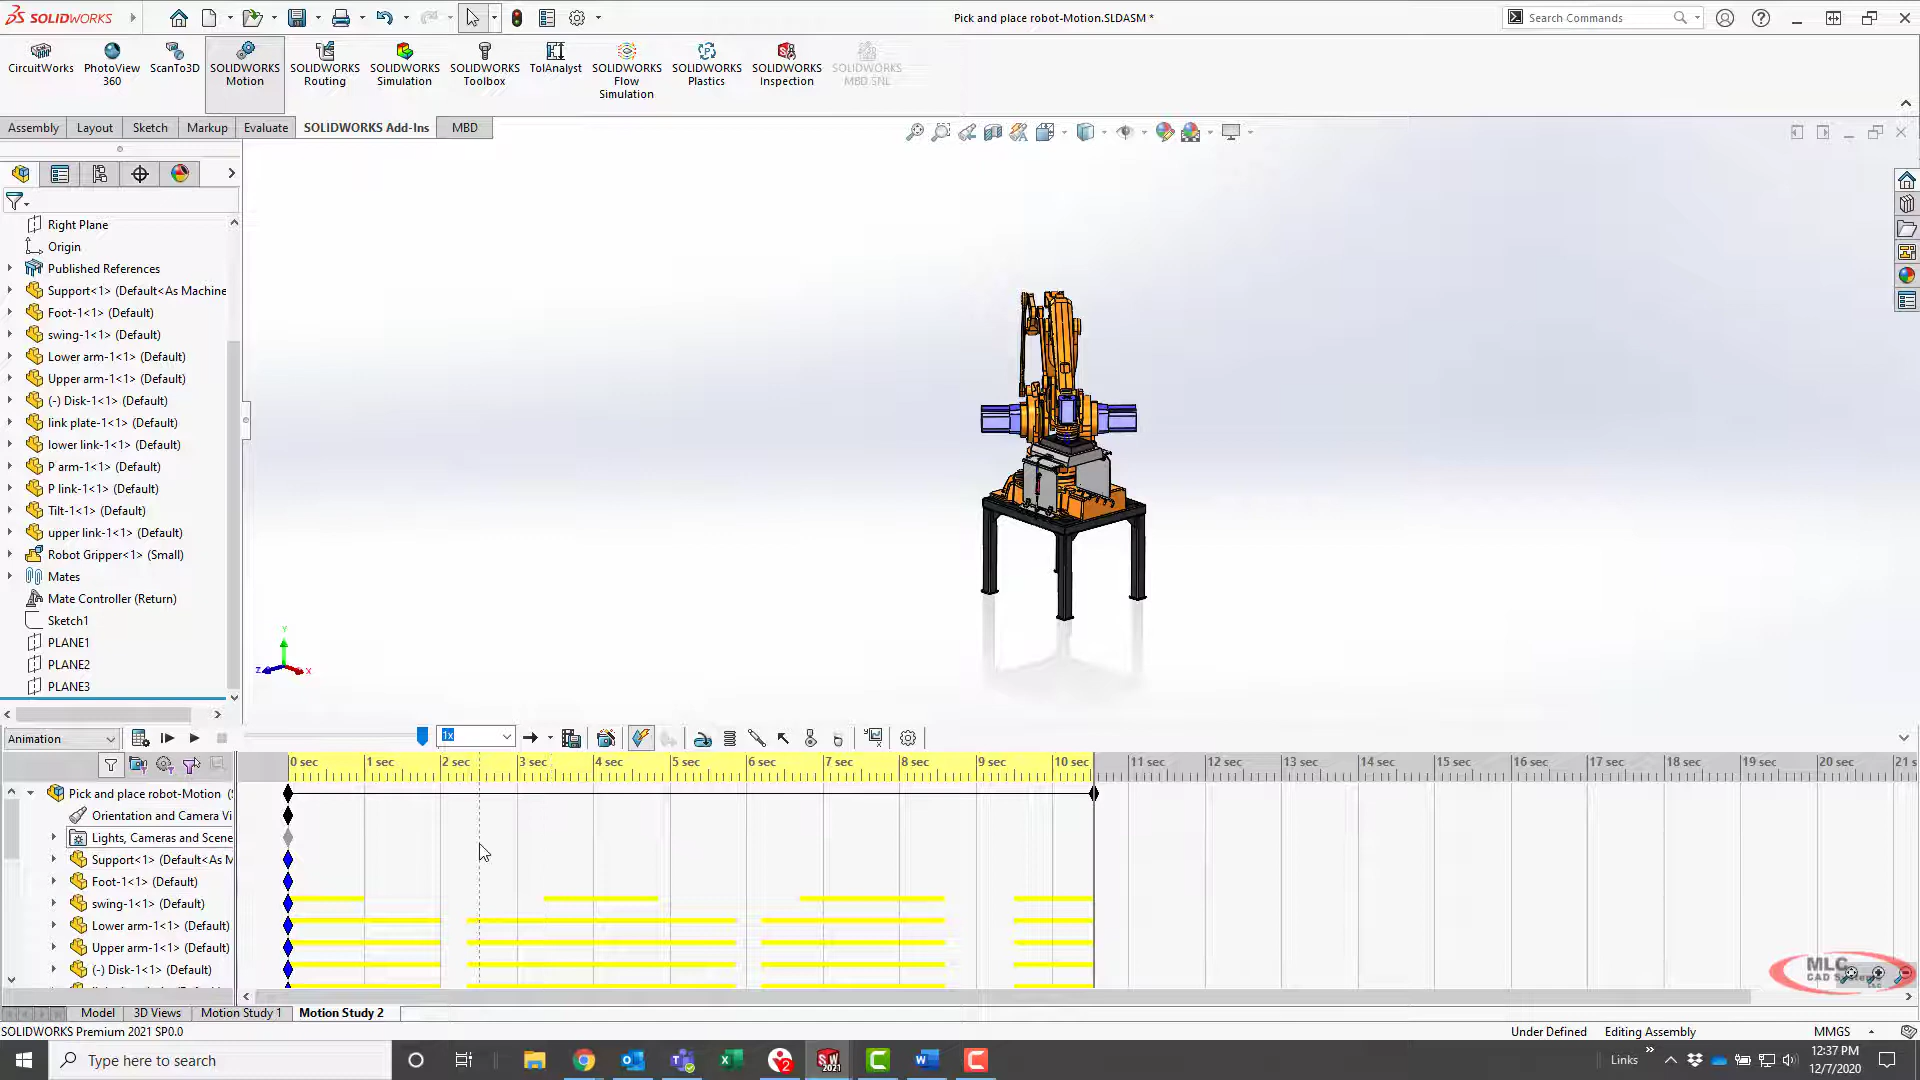 SOLIDWORKS
Pick and place robot-Motion.SLDASM *
Search Commands
CircuitWorks
PhotoView
360
ScanTo3D
SOLIDWORKS
Motion
SOLIDWORKS
Routing
SOLIDWORKS
Simulation
SOLIDWORKS
Toolbox
TolAnalyst
SOLIDWORKS
Flow
Simulation
SOLIDWORKS
Plastics
SOLIDWORKS
Inspection
SOLIDWORKS
MBD SNL
Assembly Layout Sketch Markup Evaluate SOLIDWORKS Add-Ins MBD
Right Plane
Origin
Published References
Support<1> (Default<As Machine
Foot-1<1> (Default)
swing-1<1> (Default)
Lower arm-1<1> (Default)
Upper arm-1<1> (Default)
(-) Disk-1<1> (Default)
link plate-1<1> (Default)
lower link-1<1> (Default)
P arm-1<1> (Default)
P link-1<1> (Default)
Tilt-1<1> (Default)
upper link-1<1> (Default)
Robot Gripper<1> (Small)
Mates
Mate Controller (Return)
Sketch1
PLANE1
PLANE2
PLANE3
Y
Z
X
Animation
1x
0 sec 1 sec 2 sec 3 sec 4 sec 5 sec 6 sec 7 sec 8 sec 9 sec 10 sec 11 sec 12 sec 13 sec 14 sec 15 sec 16 sec 17 sec 18 sec 19 sec 20 sec 21 s
Pick and place robot-Motion (
Orientation and Camera Vi
Lights, Cameras and Scene
Support<1> (Default<As M
Foot-1<1> (Default)
swing-1<1> (Default)
Lower arm-1<1> (Default)
Upper arm-1<1> (Default)
(-) Disk-1<1> (Default)
MLC
CAD Systems
Model 3D Views Motion Study 1 Motion Study 2
SOLIDWORKS Premium 2021 SP0.0
Under Defined Editing Assembly MMGS
Type here to search
2
SW
2021
Links
12:37 PM
12/7/2020